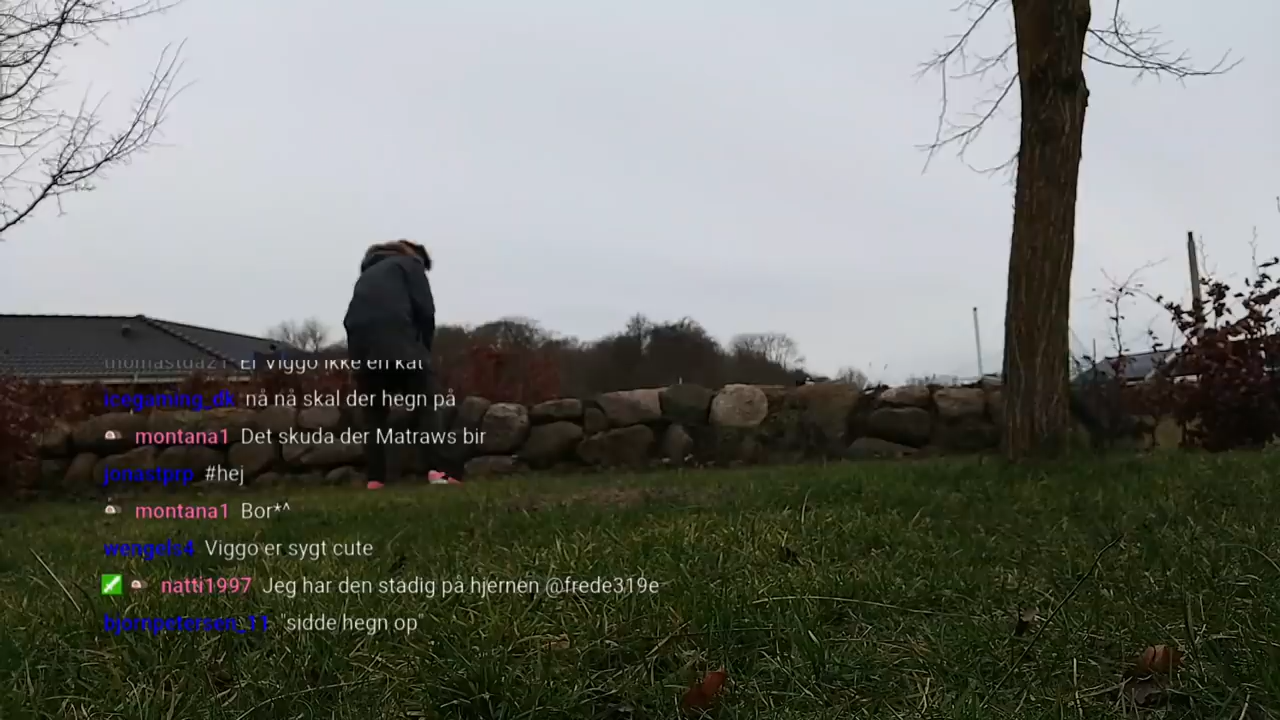 Er Viggo ikke en kat
icegaming_dk nå nå skal der hegn på
montana1 Det skuda der Matraws bir
jonastprp #hej
montana1 Bor*^
wengels4 Viggo er sygt cute
natti1997 Jeg har den stadig på hjernen @frede319e
bjornpetersen_11 "sidde hegn op"